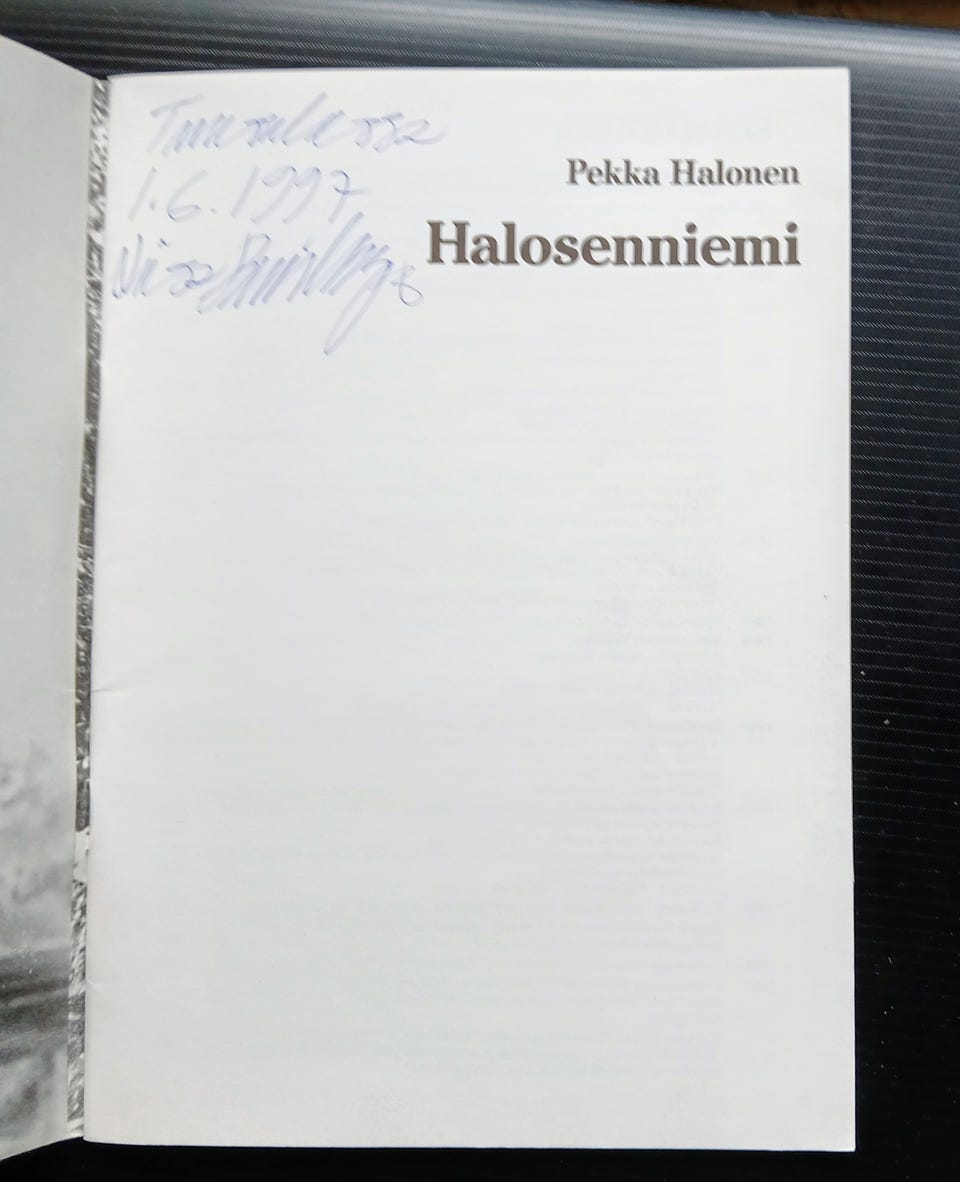 Tuusulassa
1.6.1997
Pekka Halonen
Halosenniemi